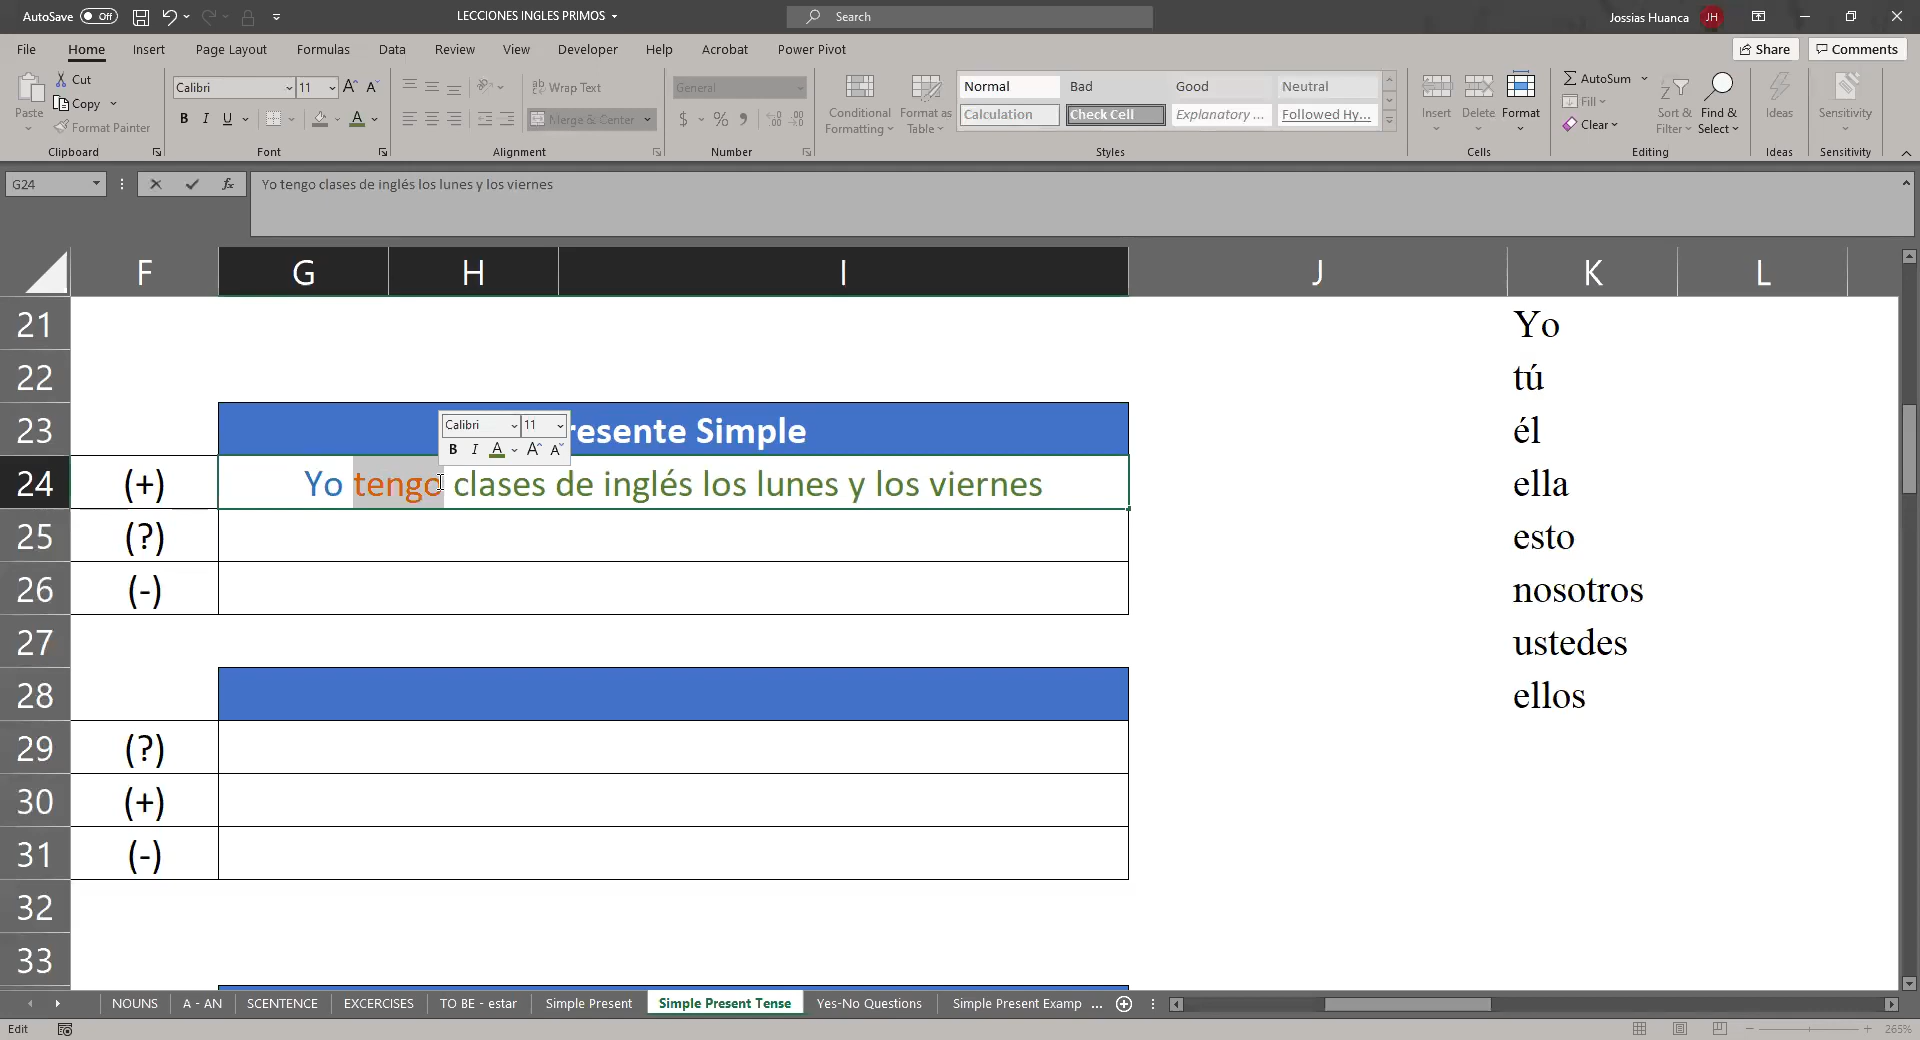 AutoSave Off
LECCIONES INGLES PRIMOS
Search
Jossias Huanca JH
File Home Insert Page Layout Formulas Data Review View Developer Help Acrobat Power Pivot
Share Comments
Paste
Cut
Copy
Format Painter
Clipboard
Calibri 11
B I U
Font
Wrap Text
Merge & Center
Alignment
General
$ % 9
Number
Conditional Formatting
Format as Table
Normal Bad Good Neutral
Calculation Check Cell Explanatory ... Followed Hy...
Styles
Insert Delete Format
Cells
AutoSum
Fill
Clear
Sort & Filter
Find & Select
Editing
Ideas
Ideas
Sensitivity
Sensitivity
G24 fx Yo tengo clases de inglés los lunes y los viernes
F G H I J K L
21 Yo
22 tú
23 resente Simple él
Calibri 11
B I A
24 (+) Yo tengo clases de inglés los lunes y los viernes ella
25 (?) esto
26 (-) nosotros
27 ustedes
28 ellos
29 (?)
30 (+)
31 (-)
32
33
NOUNS A - AN SCENTENCE EXCERCISES TO BE - estar Simple Present Simple Present Tense Yes-No Questions Simple Present Examp ...
Edit
265%